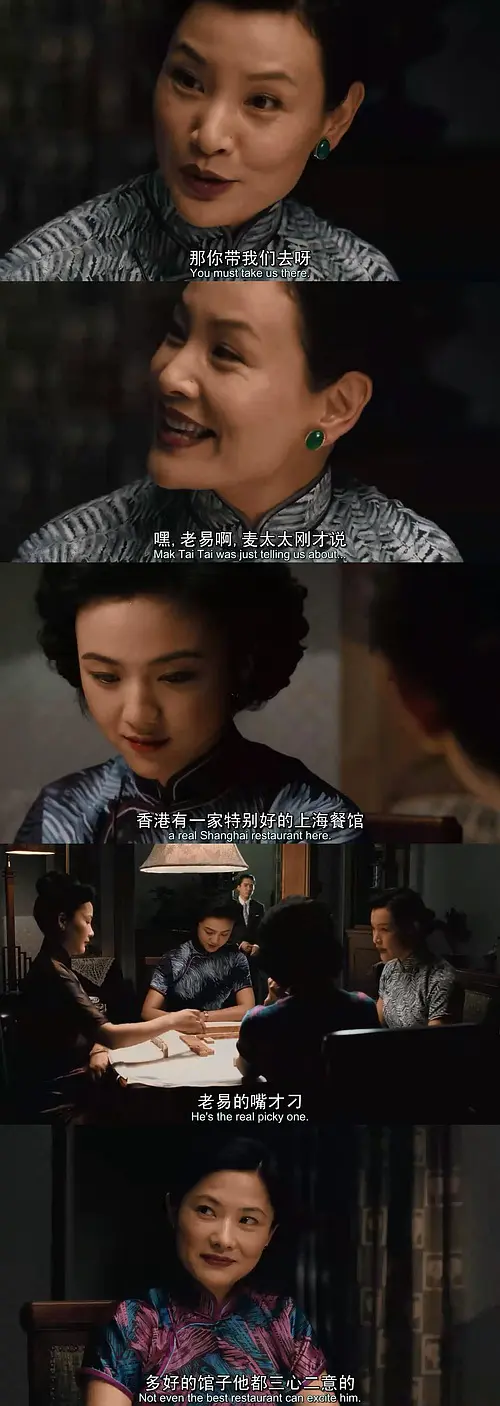 那你带我们去呀
You must take us there.
嘿, 老易啊, 麦太太刚才说
Mak Tai Tai was just telling us about...
香港有一家特别好的上海餐馆
a real Shanghai restaurant here.
老易的嘴才刁
He's the real picky one.
多好的馆子他都三心二意的
Not even the best restaurant can excite him.